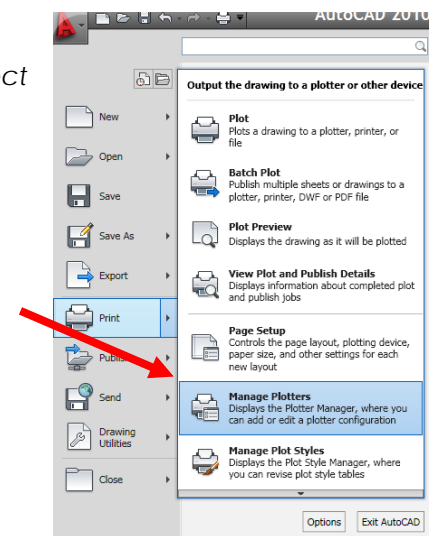 AutoCAD 2010
ect
Output the drawing to a plotter or other device
New
Open
Save
Save As
Export
Print
Publish
Send
Drawing
Utilities
Close
Plot
Plots a drawing to a plotter, printer, or
file
Batch Plot
Publish multiple sheets or drawings to a
plotter, printer, DWF or PDF file
Plot Preview
Displays the drawing as it will be plotted
View Plot and Publish Details
Displays information about completed plot
and publish jobs
Page Setup
Controls the page layout, plotting device,
paper size, and other settings for each
new layout
Manage Plotters
Displays the Plotter Manager, where you
can add or edit a plotter configuration
Manage Plot Styles
Displays the Plot Style Manager, where
you can revise plot style tables
Options
Exit AutoCAD